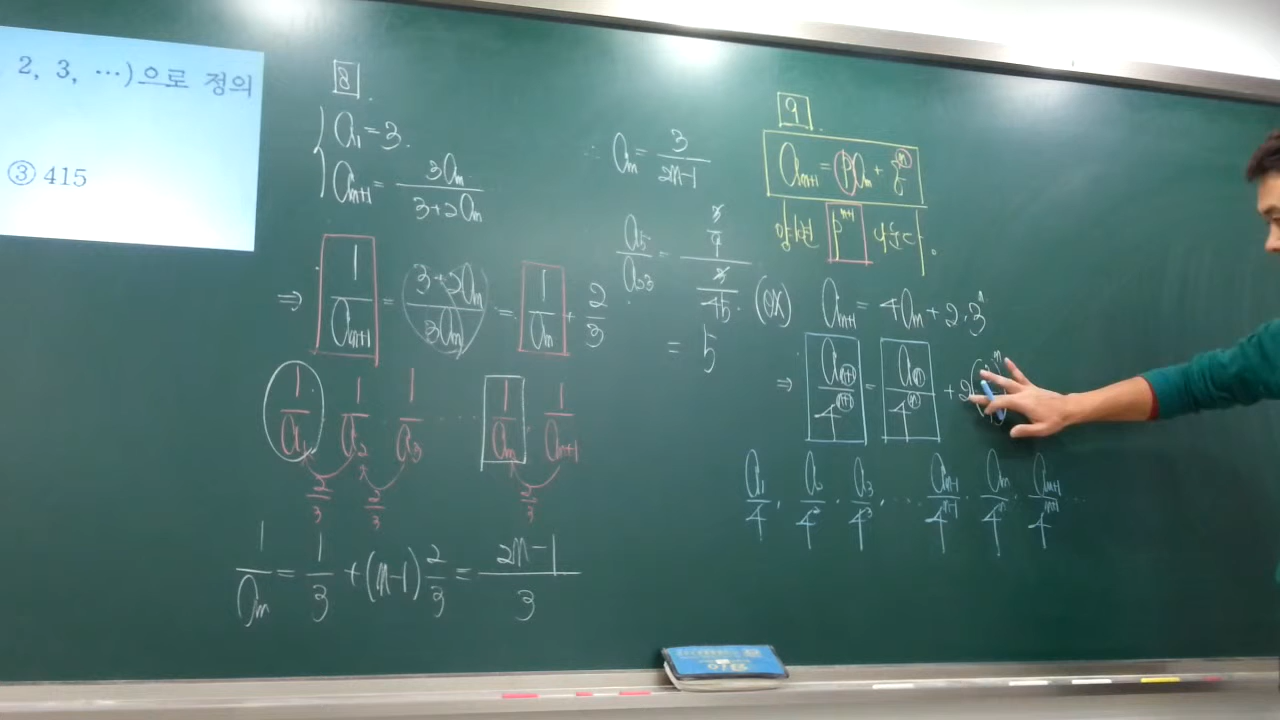 2, 3, ⋯)으로 정의
③ 415
8.
a₁ = 3.
aₙ₊₁ = 3aₙ / (3+2aₙ)
⇒ 1/aₙ₊₁ = (3+2aₙ)/3aₙ = 1/aₙ + 2/3
1/a₁ 1/a₂ 1/a₃ ⋯ 1/aₙ 1/aₙ₊₁
2/3 2/3 2/3
1/aₙ = 1/3 + (n-1) 2/3 = (2n-1)/3
∴ aₙ = 3/(2n-1)
a₅/a₂₃ = (3/9)/(3/45)
= 5
9.
양변 pⁿ⁺¹ 나눈다.
(ex) aₙ₊₁ = 4aₙ + 2·3ⁿ
⇒ aₙ₊₁/4ⁿ⁺¹ = aₙ/4ⁿ + 2( )ⁿ
a₁/4, a₂/4², a₃/4³, ⋯ aₙ₋₁/4ⁿ⁻¹, aₙ/4ⁿ, aₙ₊₁/4ⁿ⁺¹ ⋯